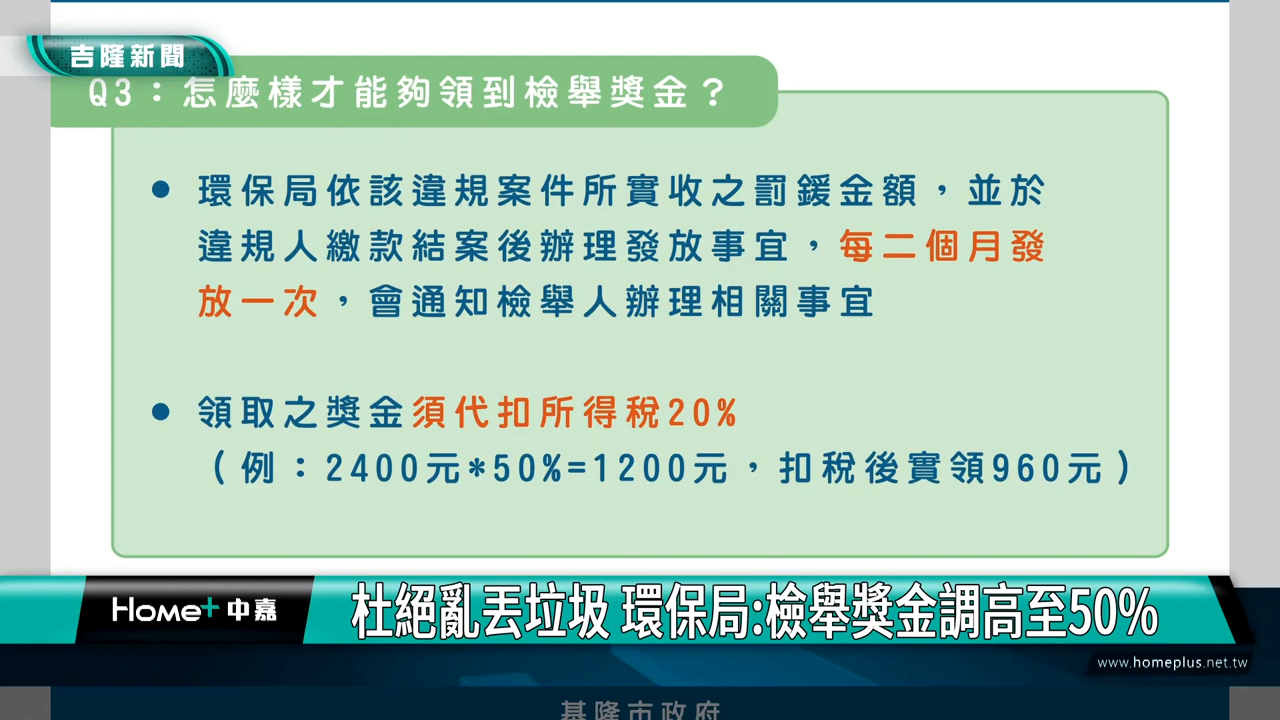 吉隆新聞
Q3：怎麼樣才能夠領到檢舉獎金？
環保局依該違規案件所實收之罰鍰金額，並於
違規人繳款結案後辦理發放事宜，每二個月發
放一次，會通知檢舉人辦理相關事宜
領取之獎金須代扣所得稅20%
（例：2400元*50%=1200元，扣稅後實領960元）
Home+中嘉
杜絕亂丟垃圾 環保局:檢舉獎金調高至50%
www.homeplus.net.tw
基隆市政府